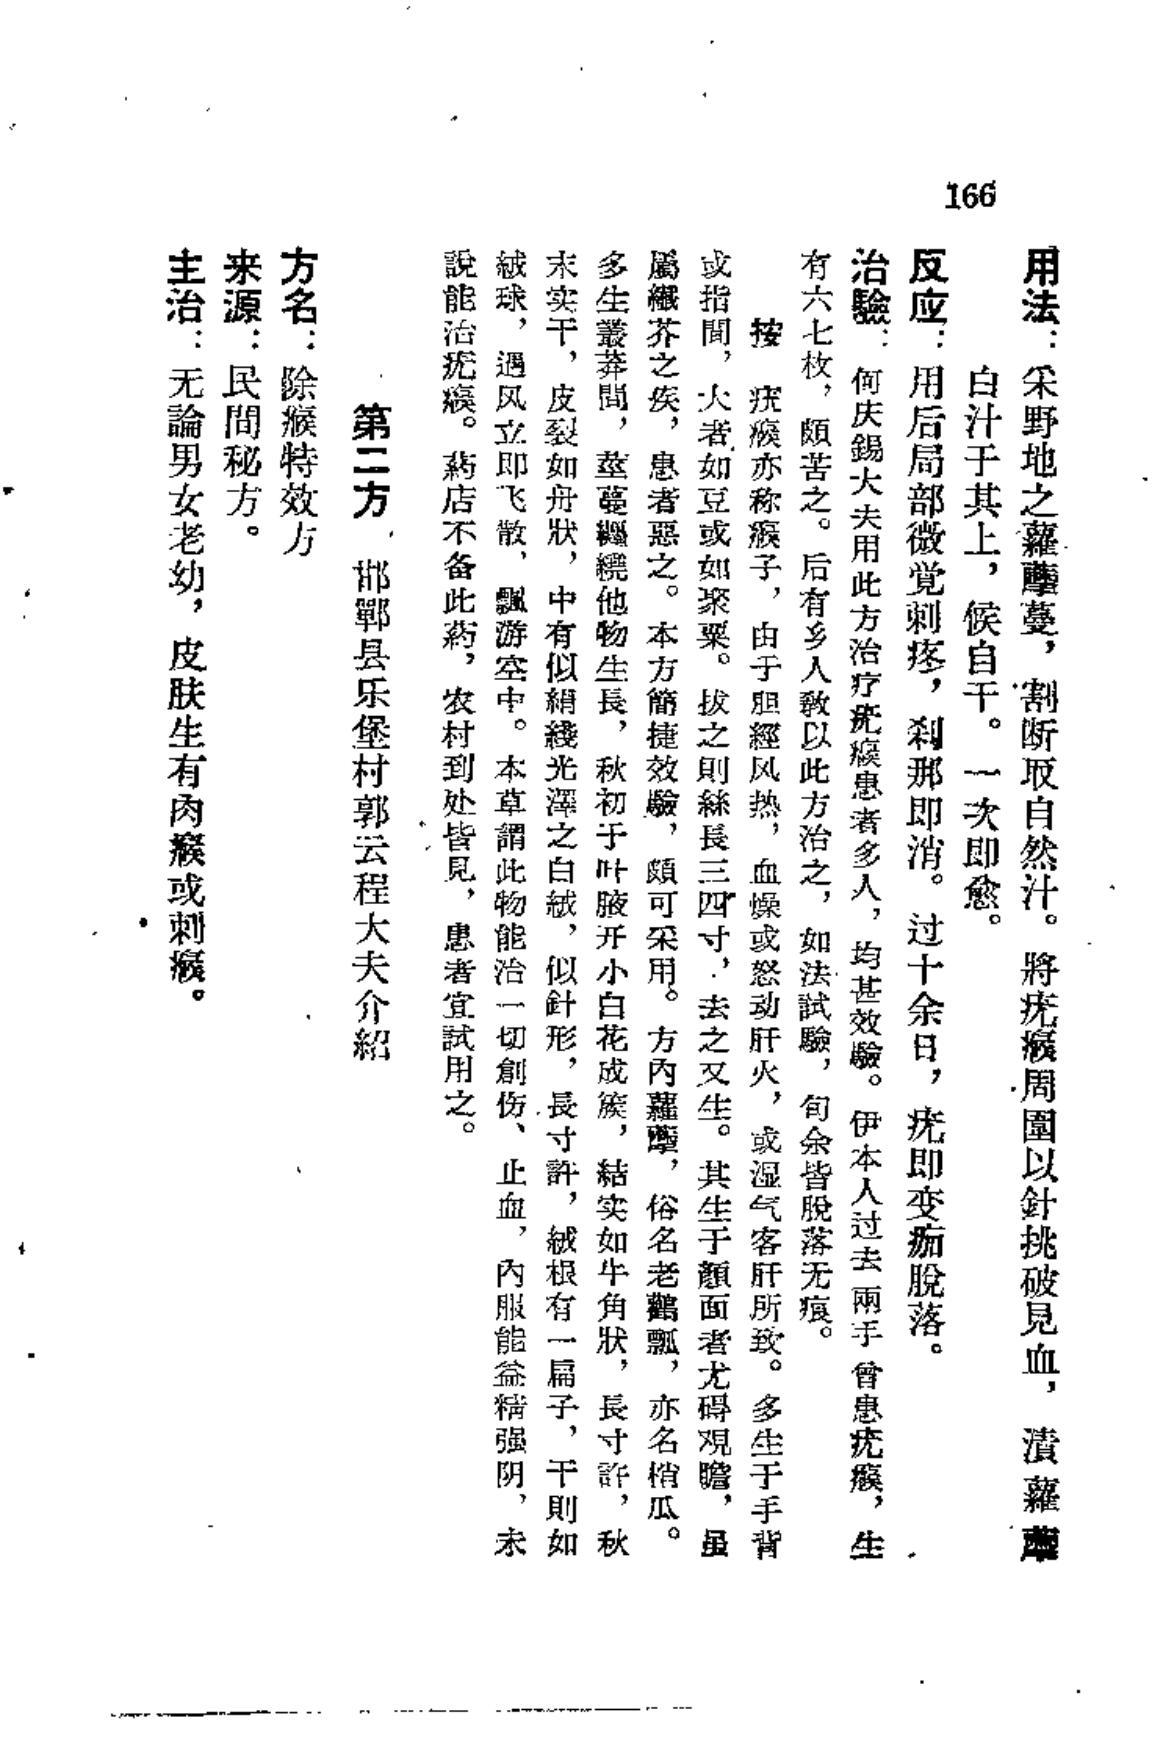 166
用法：采野地之蘿藦蔓，割断取自然汁。將疣瘊周圍以針挑破見血，漬蘿藦
白汁于其上，候自干。一次即愈。
反应：用后局部微覚刺疼，刹那即消。过十余日，疣即变痂脫落。
治驗：何庆錫大夫用此方治疗疣瘊患者多人，均甚效驗。伊本人过去兩手曾患疣瘊，生
有六七枚，頗苦之。后有乡人敎以此方治之，如法試驗，旬余皆脫落无痕。
按　疣瘊亦称瘊子，由于胆經风热，血燥或怒动肝火，或湿气客肝所致。多生于手背
或指間，大者如豆或如聚粟。拔之則絲長三四寸，去之又生。其生于顏面者尤碍观瞻，虽
屬纖芥之疾，患者惡之。本方簡捷效驗，頗可采用。方內蘿藦，俗名老鸛瓢，亦名梢瓜。
多生叢莽間，莖蔓纒繞他物生長，秋初于叶腋开小白花成簇，結实如牛角狀，長寸許，秋
末实干，皮裂如舟狀，中有似絹綫光澤之白絨，似針形，長寸許，絨根有一扁子，干則如
絨球，遇风立即飞散，飄游空中。本草謂此物能治一切創伤、止血，內服能益精强阴，未
說能治疣瘊。葯店不备此葯，农村到处皆見，患者宜試用之。
第二方　邯鄲县乐堡村郭云程大夫介紹
方名：除瘊特效方
来源：民間秘方。
主治：无論男女老幼，皮肤生有肉瘊或刺瘊。